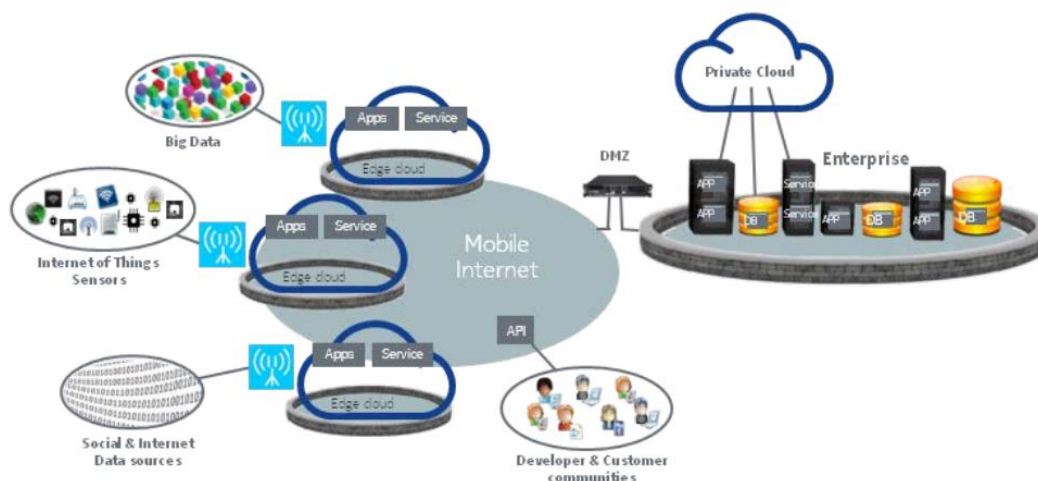 Private Cloud
Big Data
Apps
Service
Edge cloud
DMZ
Enterprise
APP
APP
DB
Service
Service
APP
DB
APP
APP
DB
Internet of Things
Sensors
Apps
Service
Edge cloud
Mobile
Internet
API
Social & Internet
Data sources
Apps
Service
Edge cloud
Developer & Customer
communities